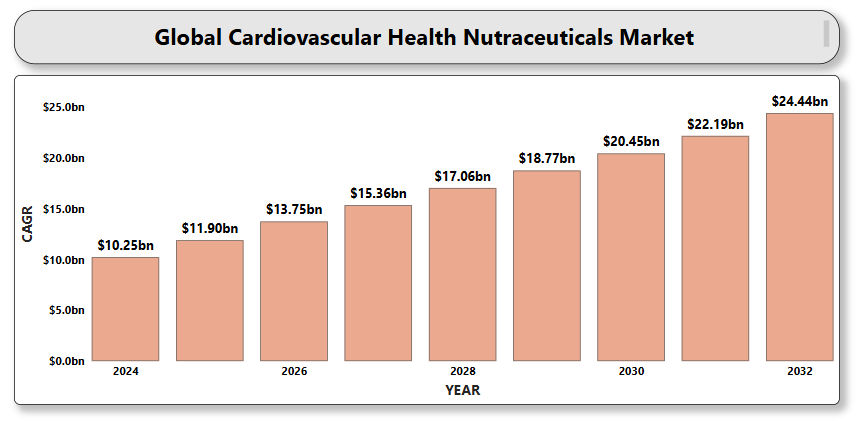 Global Cardiovascular Health Nutraceuticals Market
$25.0bn
$20.0bn
$15.0bn
$10.0bn
$5.0bn
$0.0bn
CAGR
$10.25bn
$11.90bn
$13.75bn
$15.36bn
$17.06bn
$18.77bn
$20.45bn
$22.19bn
$24.44bn
2024
2026
2028
2030
2032
YEAR